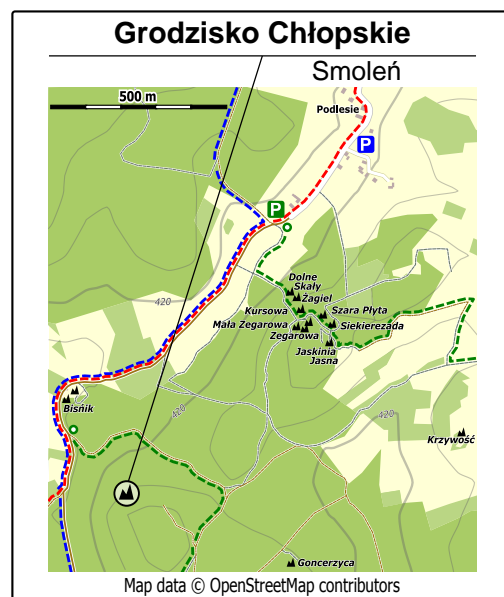 Grodzisko Chłopskie
Smoleń
500 m
Podlesie
P
P
Dolne
Skały
Żagiel
420
Kursowa
Szara Płyta
Mała Zegarowa
Siekierezada
Zegarowa
Jaskinia
Jasna
Biśnik
420
420
Krzywość
Goncerzyca
Map data © OpenStreetMap contributors